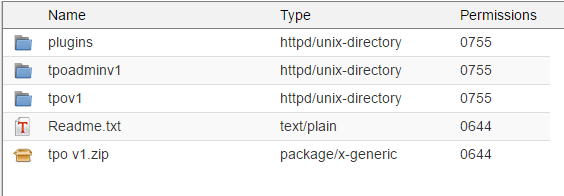 Name Type Permissions
plugins httpd/unix-directory 0755
tpoadminv1 httpd/unix-directory 0755
tpov1 httpd/unix-directory 0755
Readme.txt text/plain 0644
tpo v1.zip package/x-generic 0644